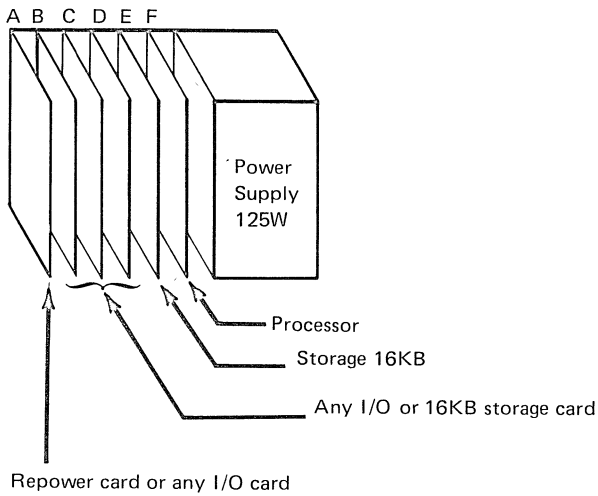 A B C D E F
Power
Supply
125W
Processor
Storage 16KB
Any I/O or 16KB storage card
Repower card or any I/O card